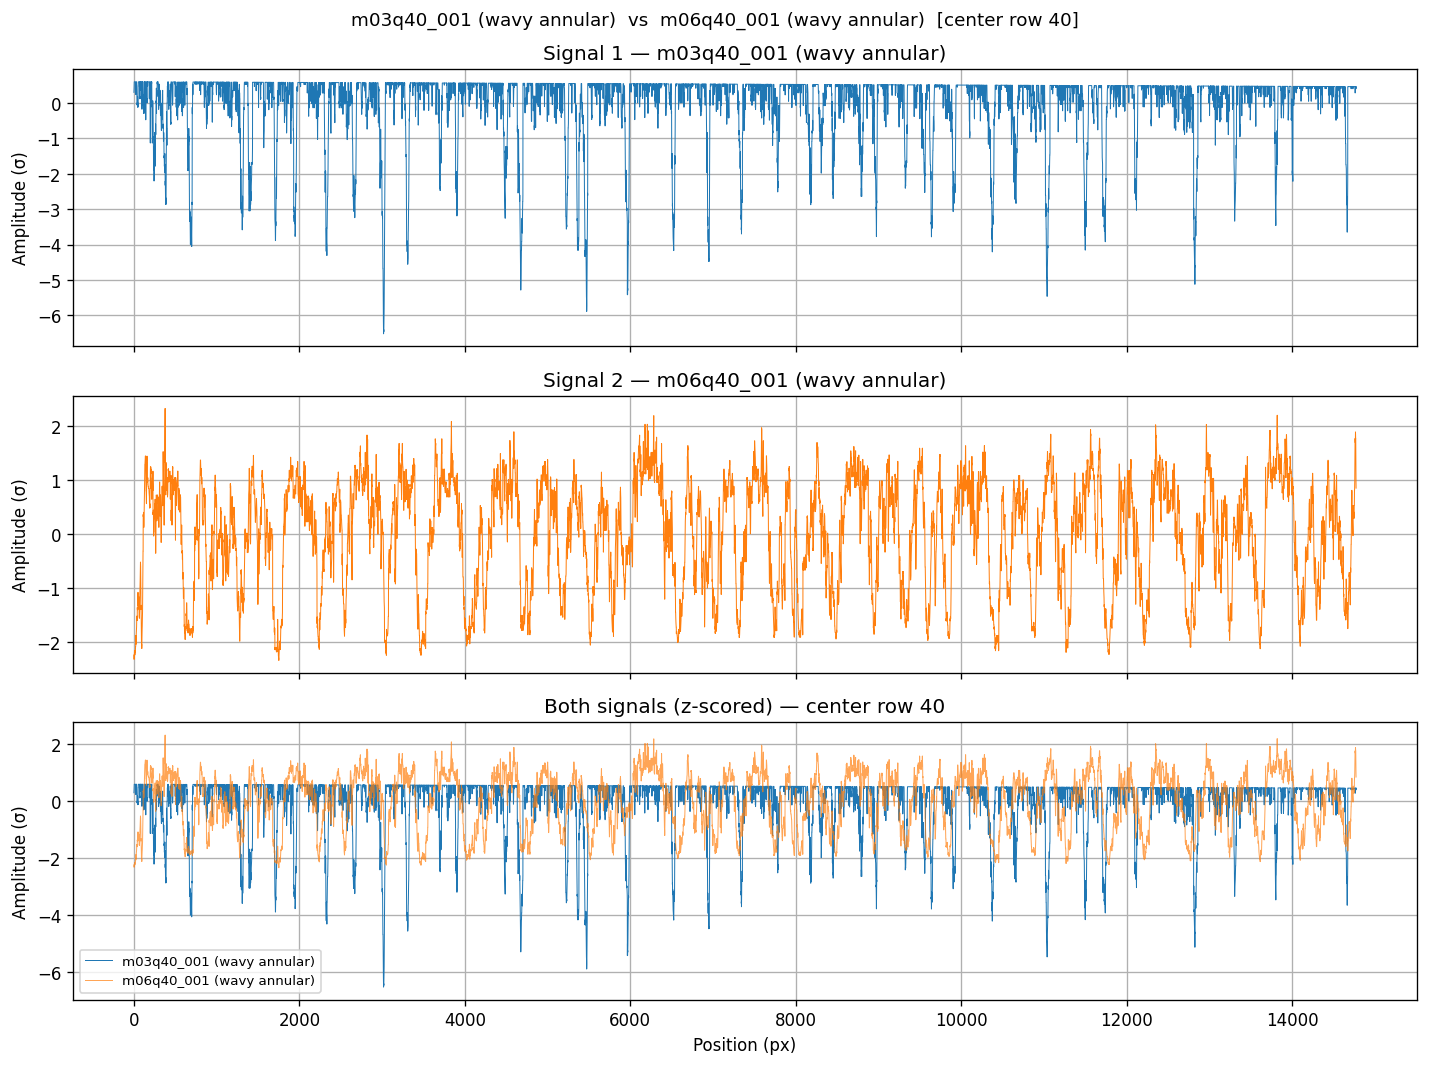 m03q40_001 (wavy annular)  vs  m06q40_001 (wavy annular)  [center row 40]
Signal 1 — m03q40_001 (wavy annular)
Amplitude (σ)
0
−1
−2
−3
−4
−5
−6
Signal 2 — m06q40_001 (wavy annular)
Amplitude (σ)
2
1
0
−1
−2
Both signals (z-scored) — center row 40
Amplitude (σ)
2
0
−2
−4
−6
m03q40_001 (wavy annular)
m06q40_001 (wavy annular)
0 2000 4000 6000 8000 10000 12000 14000
Position (px)